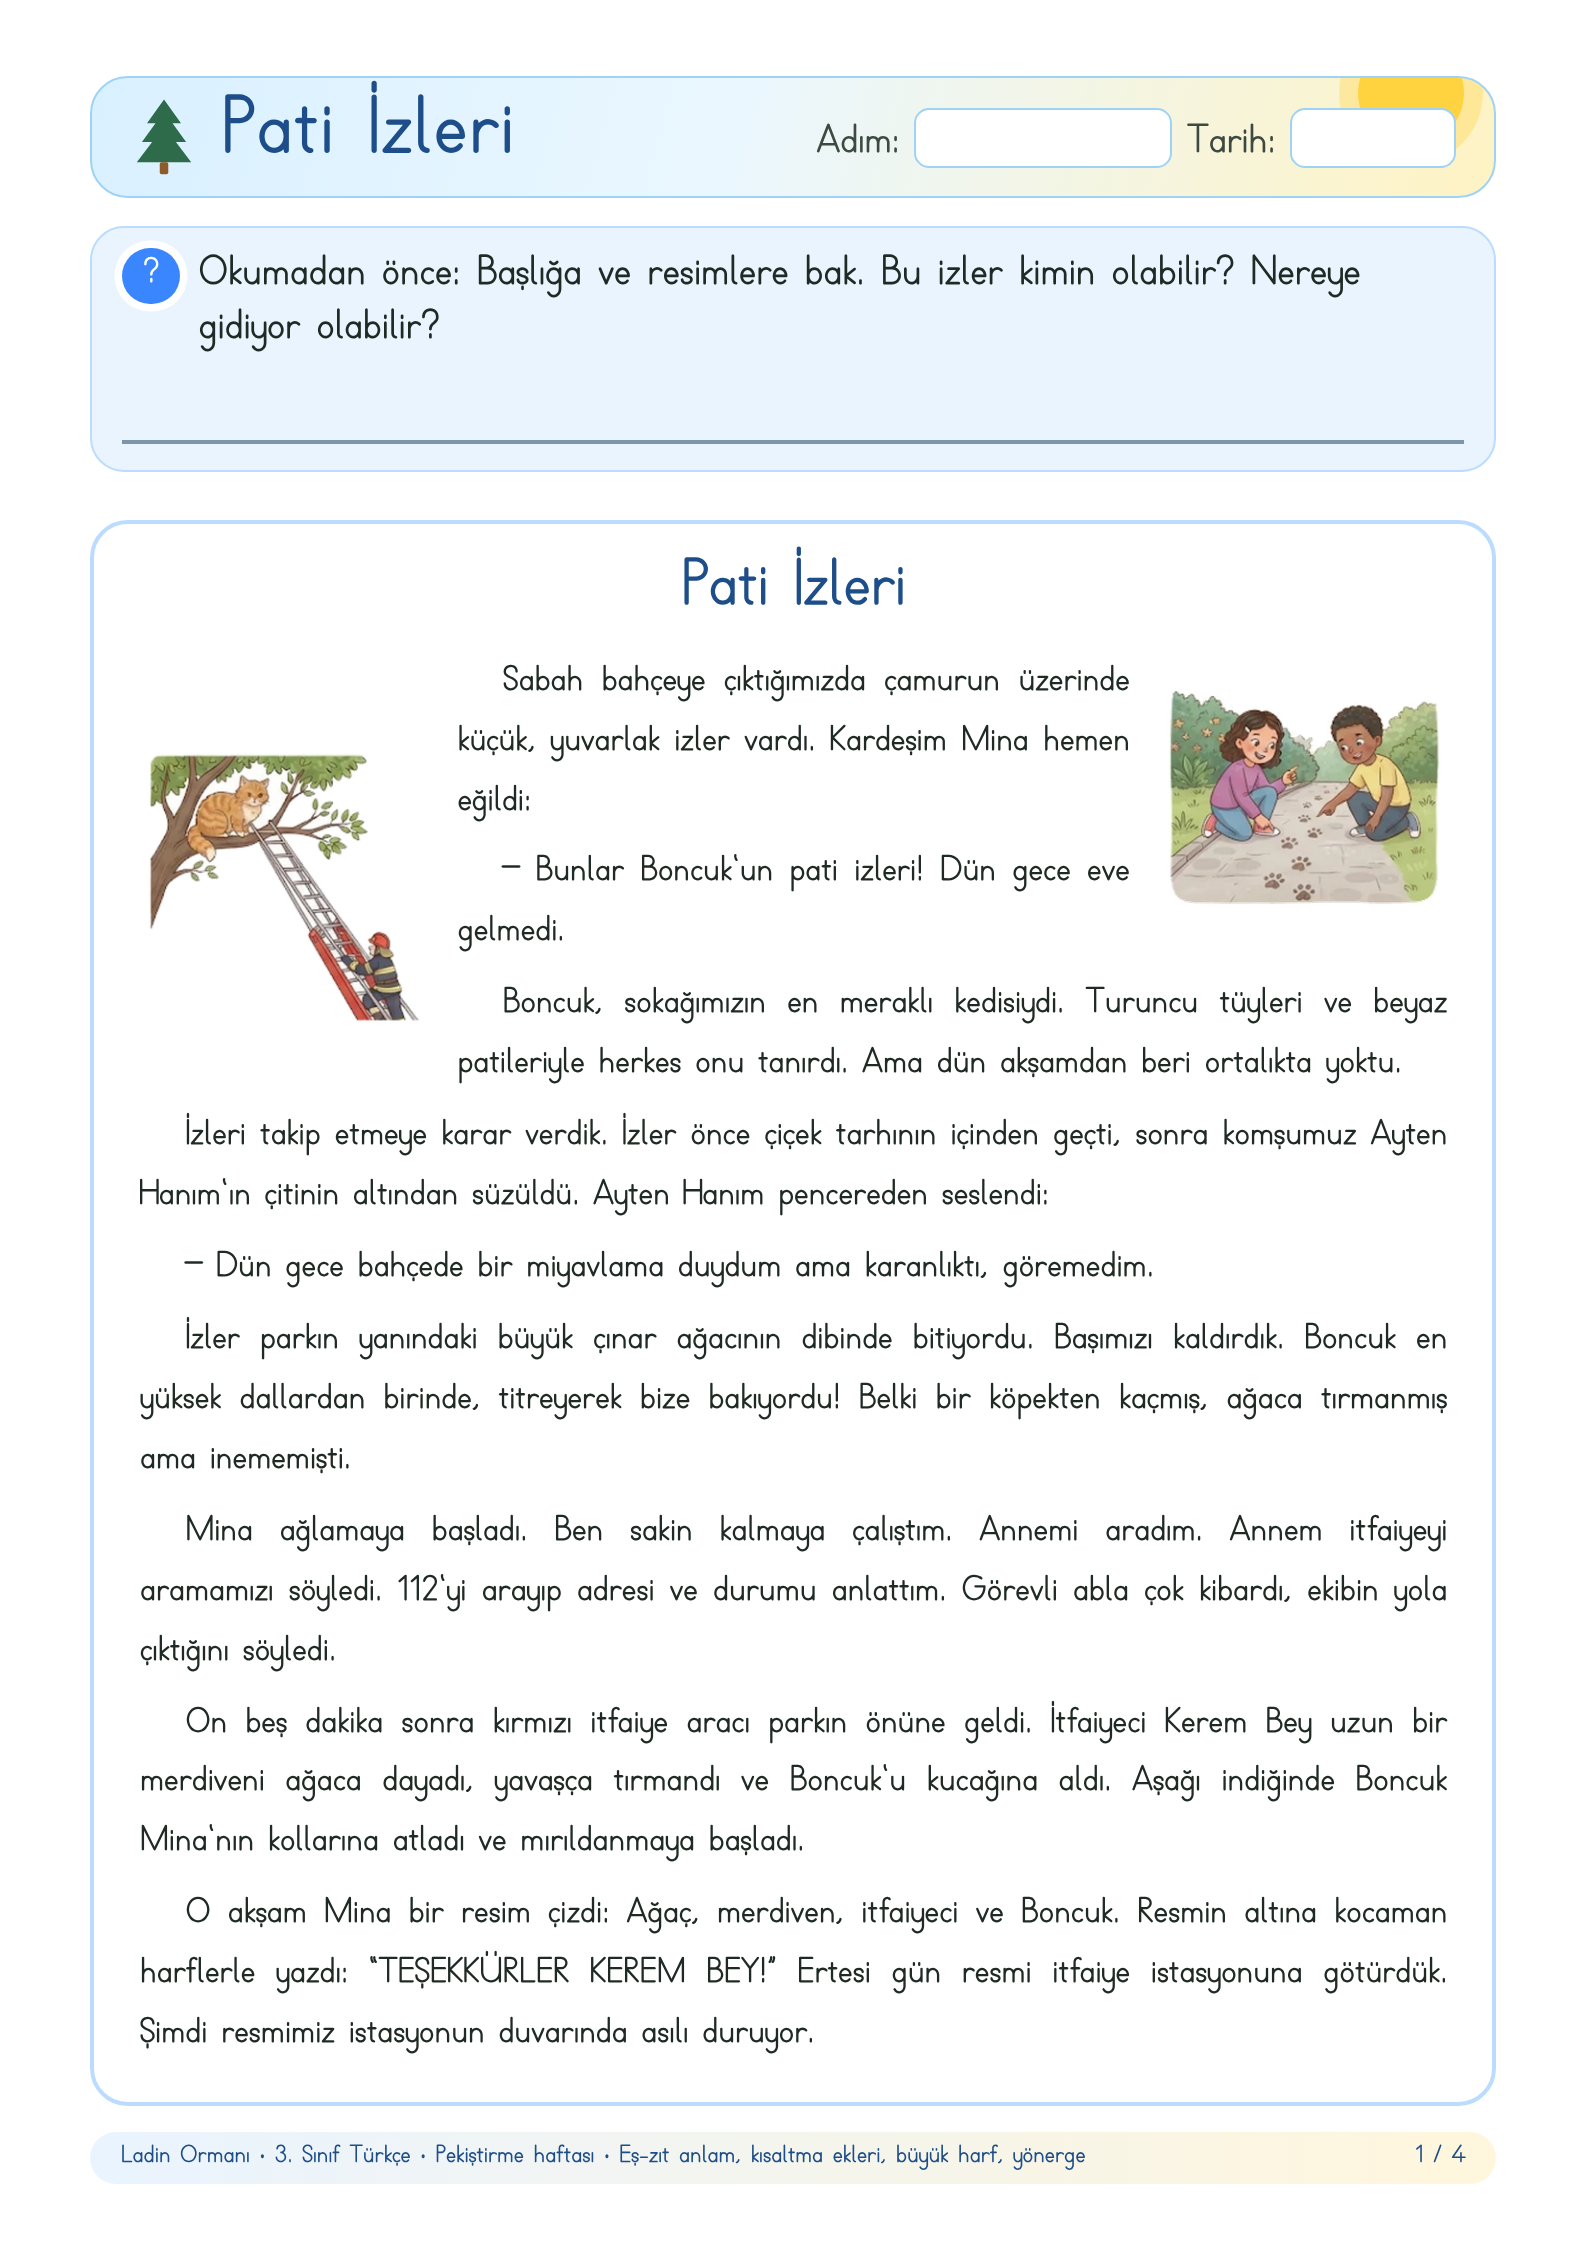 Pati İzleri
Adım:
Tarih:
?
Okumadan önce: Başlığa ve resimlere bak. Bu izler kimin olabilir? Nereye
gidiyor olabilir?
Pati İzleri
Sabah bahçeye çıktığımızda çamurun üzerinde
küçük, yuvarlak izler vardı. Kardeşim Mina hemen
eğildi:
– Bunlar Boncuk‛un pati izleri! Dün gece eve
gelmedi.
Boncuk, sokağımızın en meraklı kedisiydi. Turuncu tüyleri ve beyaz
patileriyle herkes onu tanırdı. Ama dün akşamdan beri ortalıkta yoktu.
İzleri takip etmeye karar verdik. İzler önce çiçek tarhının içinden geçti, sonra komşumuz Ayten
Hanım‛ın çitinin altından süzüldü. Ayten Hanım pencereden seslendi:
– Dün gece bahçede bir miyavlama duydum ama karanlıktı, göremedim.
İzler parkın yanındaki büyük çınar ağacının dibinde bitiyordu. Başımızı kaldırdık. Boncuk en
yüksek dallardan birinde, titreyerek bize bakıyordu! Belki bir köpekten kaçmış, ağaca tırmanmış
ama inememişti.
Mina ağlamaya başladı. Ben sakin kalmaya çalıştım. Annemi aradım. Annem itfaiyeyi
aramamızı söyledi. 112‛yi arayıp adresi ve durumu anlattım. Görevli abla çok kibardı, ekibin yola
çıktığını söyledi.
On beş dakika sonra kırmızı itfaiye aracı parkın önüne geldi. İtfaiyeci Kerem Bey uzun bir
merdiveni ağaca dayadı, yavaşça tırmandı ve Boncuk‛u kucağına aldı. Aşağı indiğinde Boncuk
Mina‛nın kollarına atladı ve mırıldanmaya başladı.
O akşam Mina bir resim çizdi: Ağaç, merdiven, itfaiyeci ve Boncuk. Resmin altına kocaman
harflerle yazdı: “TEŞEKKÜRLER KEREM BEY!” Ertesi gün resmi itfaiye istasyonuna götürdük.
Şimdi resmimiz istasyonun duvarında asılı duruyor.
Ladin Ormanı • 3. Sınıf Türkçe • Pekiştirme haftası • Eş-zıt anlam, kısaltma ekleri, büyük harf, yönerge
1 / 4